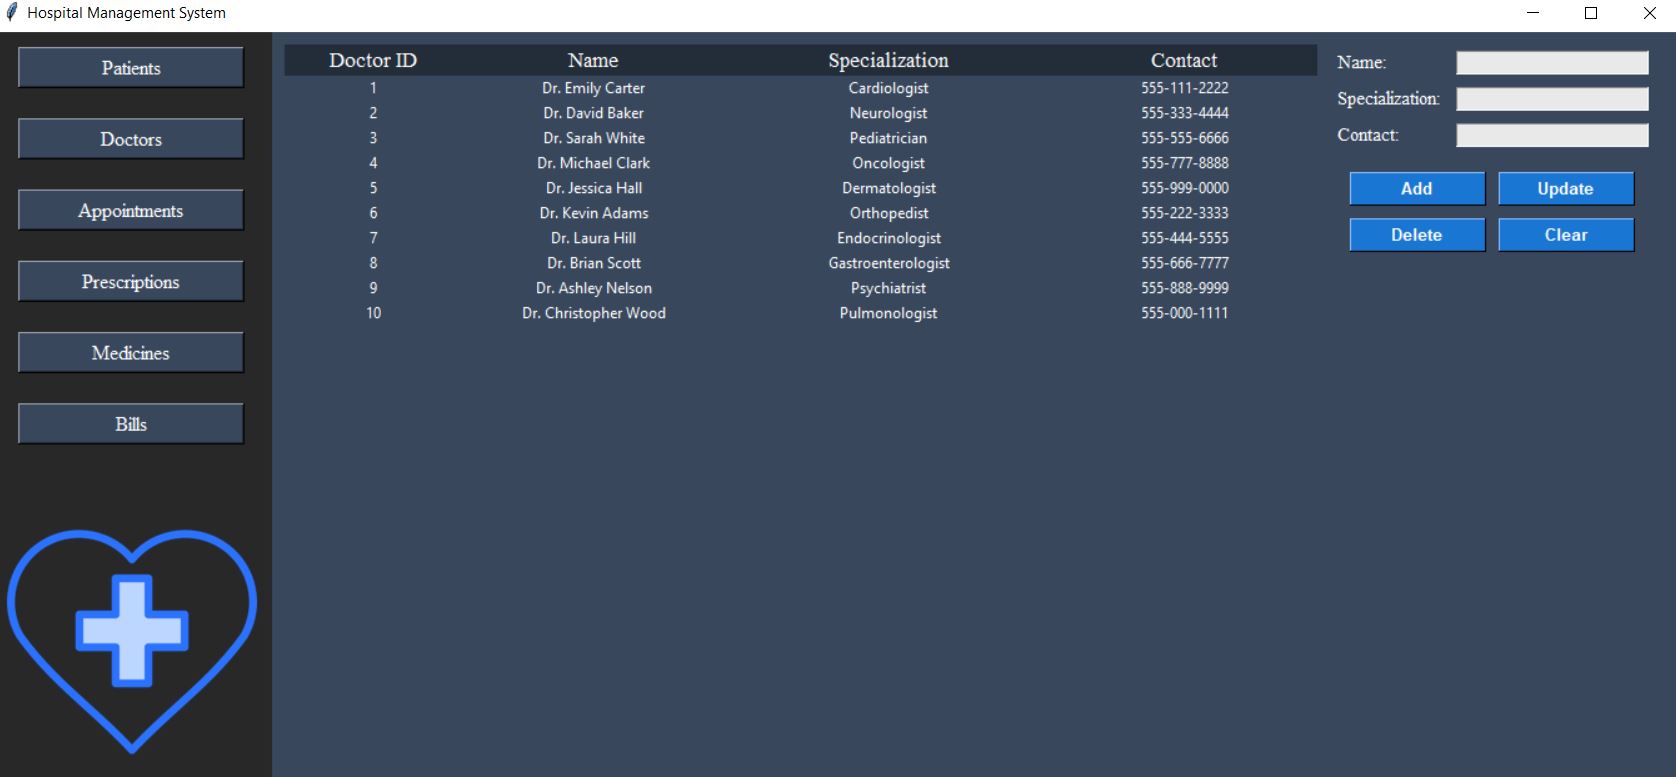 Hospital Management System
Patients
Doctors
Appointments
Prescriptions
Medicines
Bills
Doctor ID Name Specialization Contact
1 Dr. Emily Carter Cardiologist 555-111-2222
2 Dr. David Baker Neurologist 555-333-4444
3 Dr. Sarah White Pediatrician 555-555-6666
4 Dr. Michael Clark Oncologist 555-777-8888
5 Dr. Jessica Hall Dermatologist 555-999-0000
6 Dr. Kevin Adams Orthopedist 555-222-3333
7 Dr. Laura Hill Endocrinologist 555-444-5555
8 Dr. Brian Scott Gastroenterologist 555-666-7777
9 Dr. Ashley Nelson Psychiatrist 555-888-9999
10 Dr. Christopher Wood Pulmonologist 555-000-1111
Name:
Specialization:
Contact:
Add Update
Delete Clear